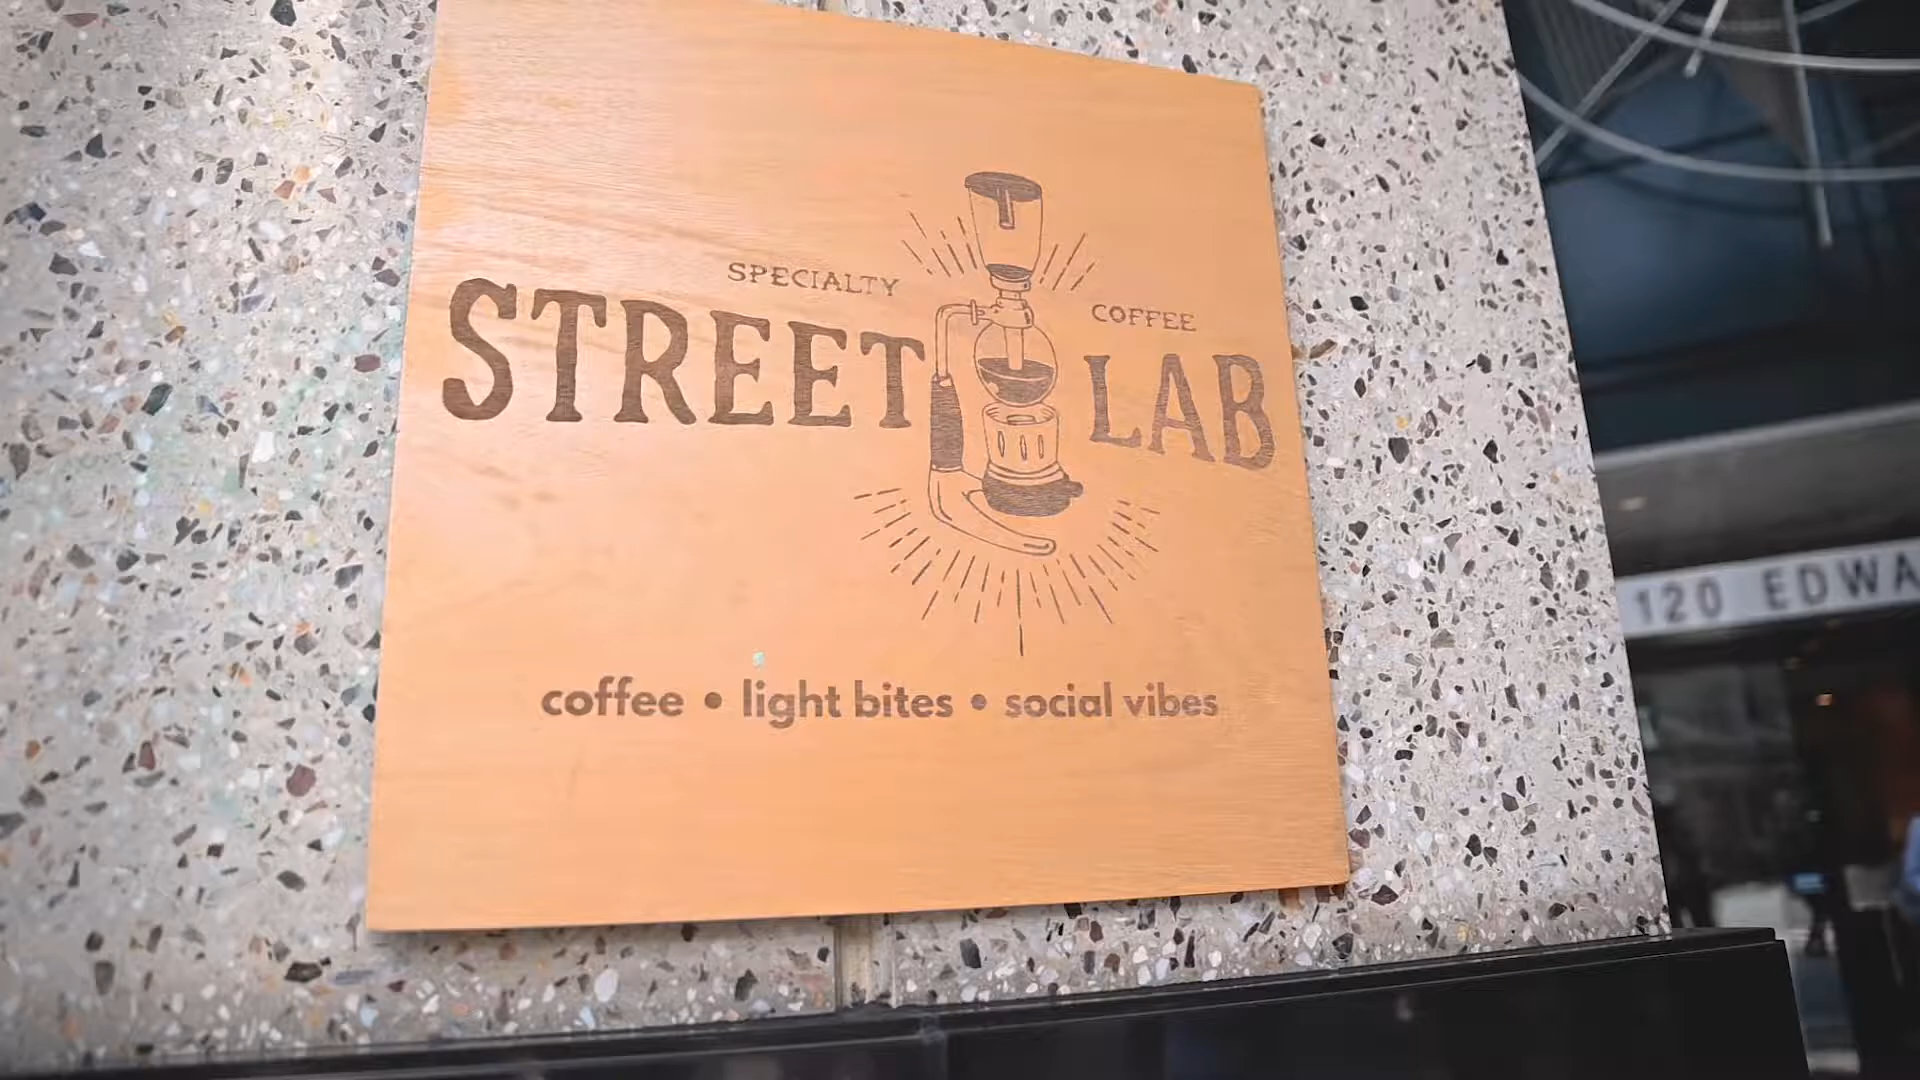 SPECIALTY COFFEE
STREET LAB
coffee • light bites • social vibes
120 EDWA